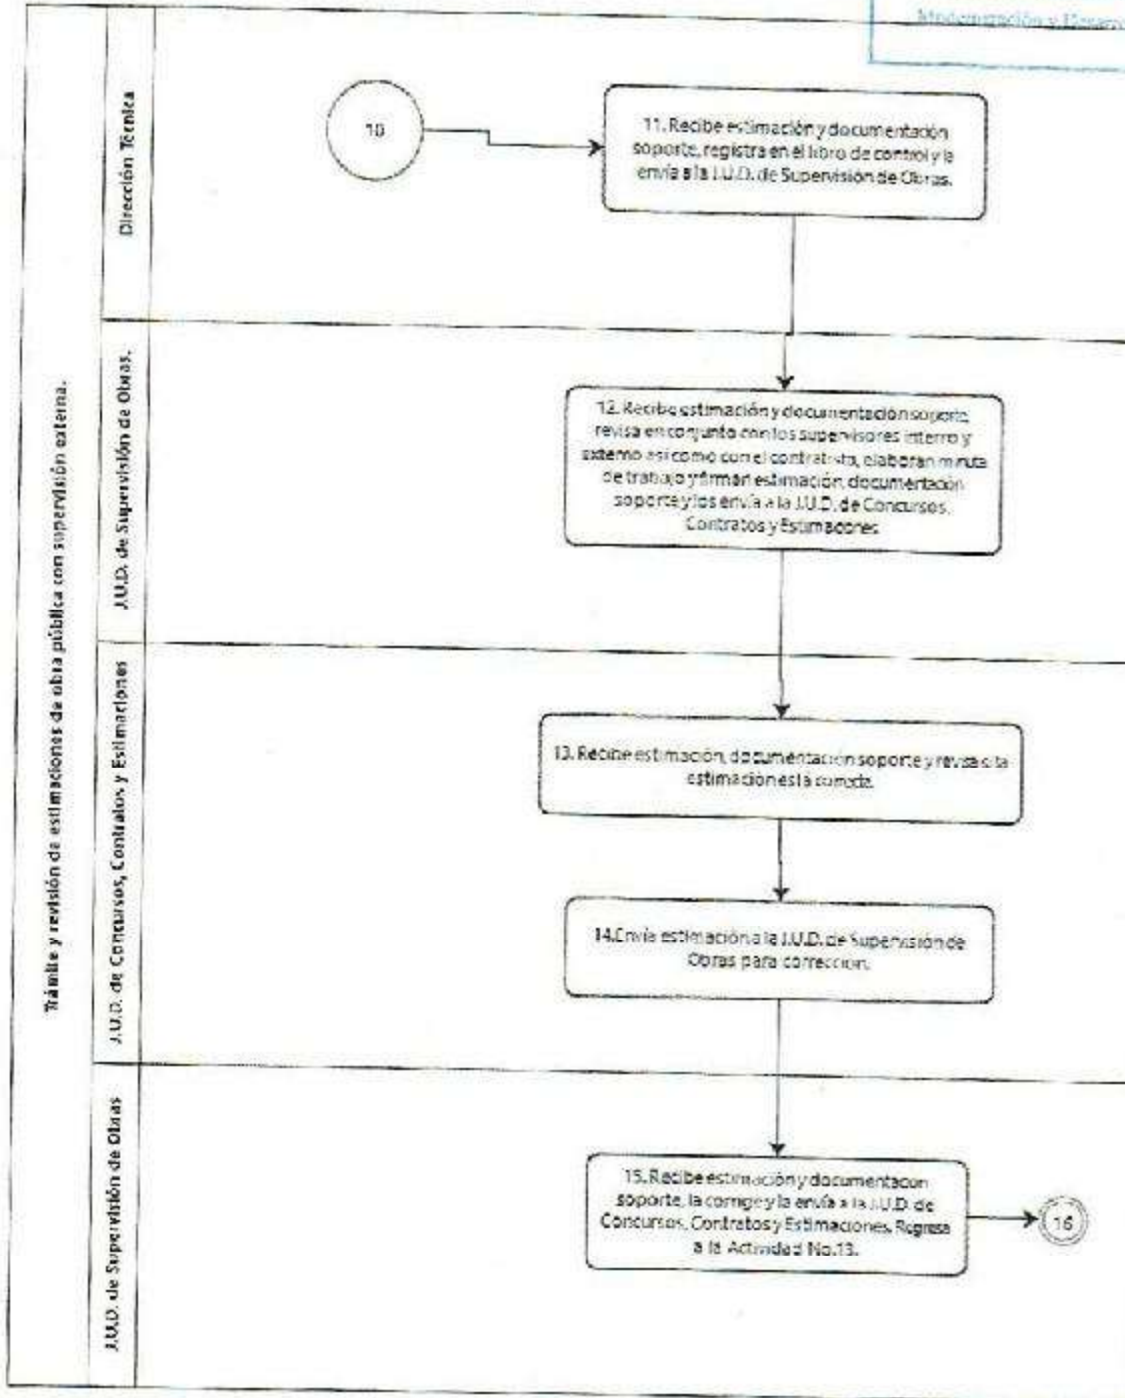 Modernización y Desarro
Trámite y revisión de estimaciones de obra pública con supervisión externa.
Dirección Técnica
10
11. Recibe estimación y documentación
soporte, registra en el libro de control y la
envía a la J.U.D. de Supervisión de Obras.
J.U.D. de Supervisión de Obras.
12. Recibe estimación y documentación soporte,
revisa en conjunto con los supervisores interno y
externo así como con el contratista, elaboran minuta
de trabajo y firman estimación, documentación
soporte y los envía a la J.U.D. de Concursos,
Contratos y Estimaciones
J.U.D. de Concursos, Contratos y Estimaciones
13. Recibe estimación, documentación soporte y revisa si la
estimación esta correcta.
14.Envía estimación a la J.U.D. de Supervisión de
Obras para corrección.
J.U.D. de Supervisión de Obras
15. Recibe estimación y documentación
soporte, la corrige y la envía a la J.U.D. de
Concursos, Contratos y Estimaciones. Regresa
a la Actividad No.13.
16